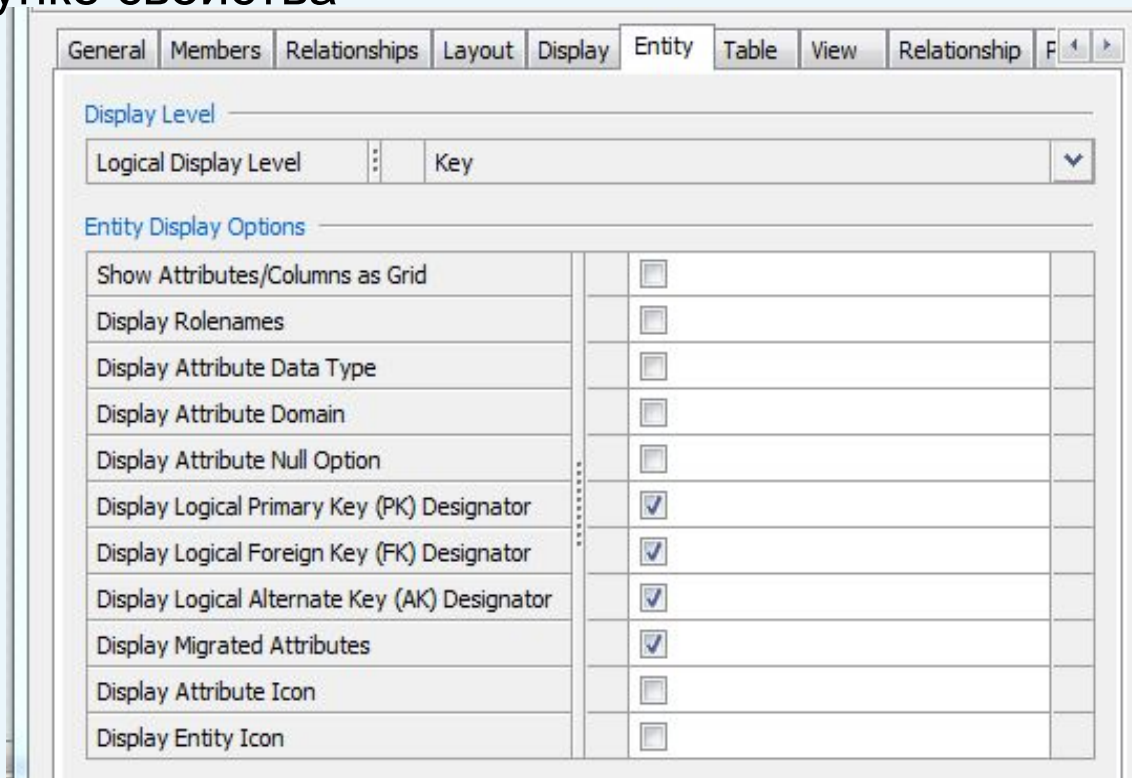 свойства
General Members Relationships Layout Display Entity Table View Relationship
Display Level
Logical Display Level Key
Entity Display Options
Show Attributes/Columns as Grid
Display Rolenames
Display Attribute Data Type
Display Attribute Domain
Display Attribute Null Option
Display Logical Primary Key (PK) Designator
Display Logical Foreign Key (FK) Designator
Display Logical Alternate Key (AK) Designator
Display Migrated Attributes
Display Attribute Icon
Display Entity Icon